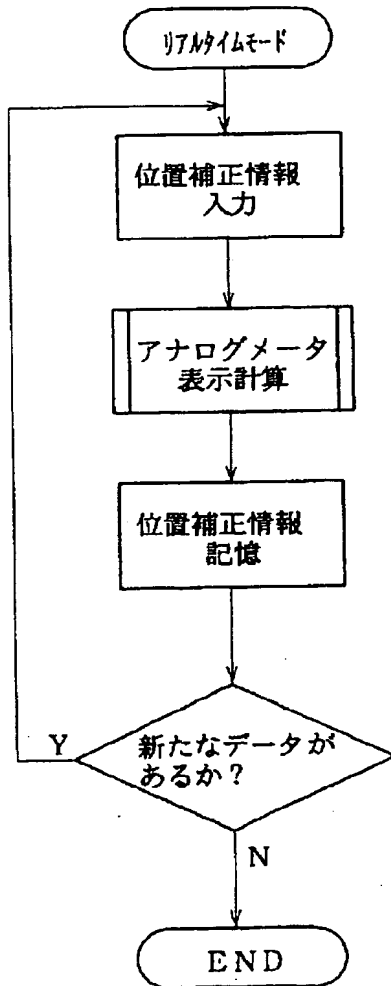 リアルタイムモード
位置補正情報
入力
アナログメータ
表示計算
位置補正情報
記憶
新たなデータが
あるか？
Y
N
END